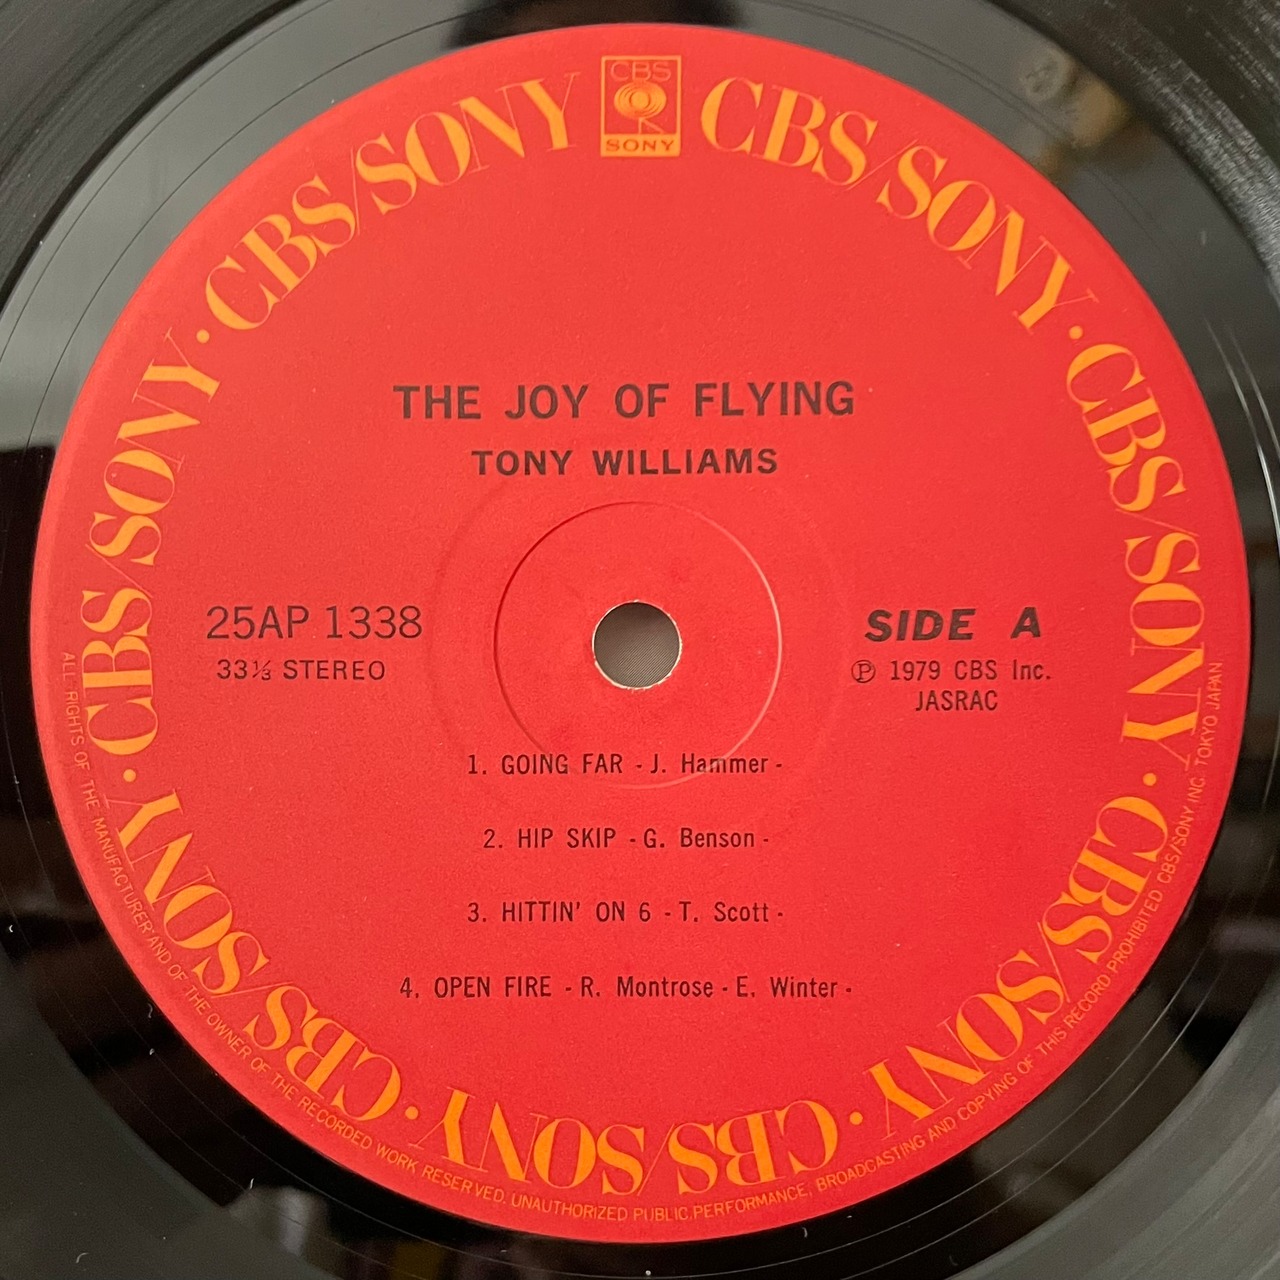 CBS
SONY
CBS/SONY · CBS/SONY · CBS/SONY · CBS/SONY · CBS/SONY · CBS/SONY · CBS/SONY
THE JOY OF FLYING
TONY WILLIAMS
25AP 1338
33⅓ STEREO
SIDE A
Ⓟ 1979 CBS Inc.
JASRAC
1. GOING FAR - J. Hammer -
2. HIP SKIP - G. Benson -
3. HITTIN' ON 6 - T. Scott -
4. OPEN FIRE - R. Montrose - E. Winter -
ALL RIGHTS OF THE MANUFACTURER AND OF THE OWNER OF THE RECORDED WORK RESERVED. UNAUTHORIZED PUBLIC PERFORMANCE, BROADCASTING AND COPYING OF THIS RECORD PROHIBITED CBS/SONY INC. TOKYO JAPAN